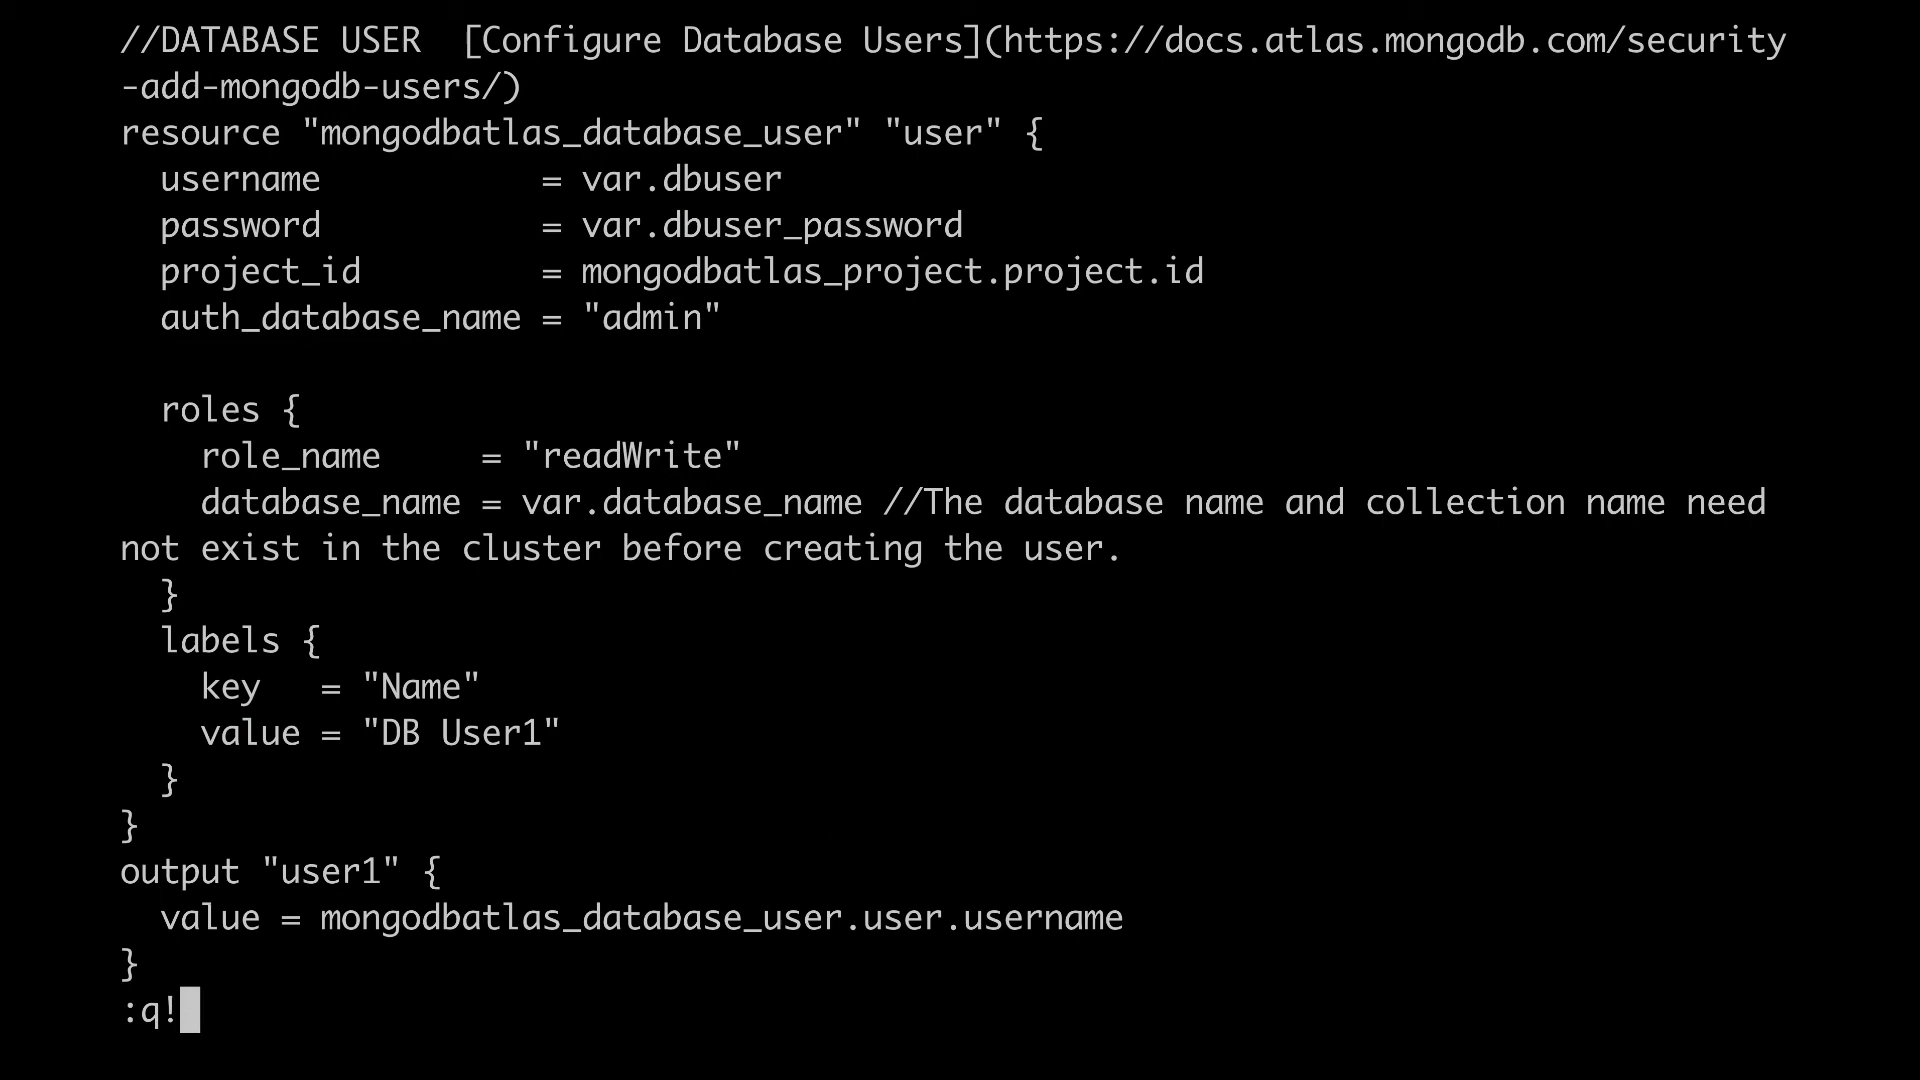 //DATABASE USER  [Configure Database Users](https://docs.atlas.mongodb.com/security
-add-mongodb-users/)
resource "mongodbatlas_database_user" "user" {
  username           = var.dbuser
  password           = var.dbuser_password
  project_id         = mongodbatlas_project.project.id
  auth_database_name = "admin"

  roles {
    role_name     = "readWrite"
    database_name = var.database_name //The database name and collection name need
not exist in the cluster before creating the user.
  }
  labels {
    key   = "Name"
    value = "DB User1"
  }
}
output "user1" {
  value = mongodbatlas_database_user.user.username
}
:q!